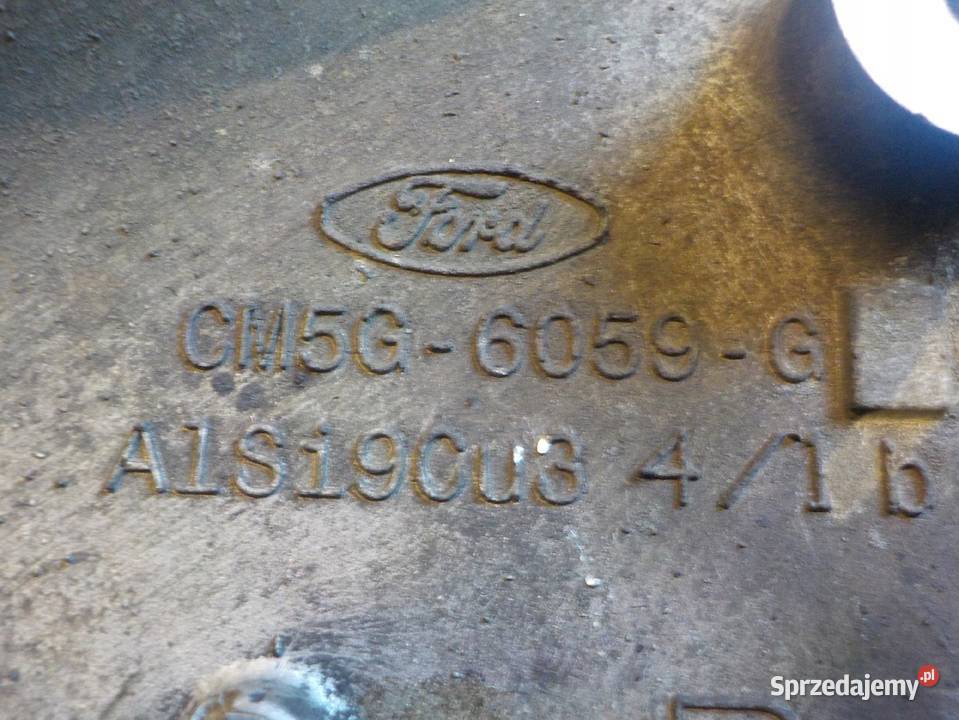 Ford
CM5G-6059-G
AlSi9Cu3 4/1b
Sprzedajemy.pl